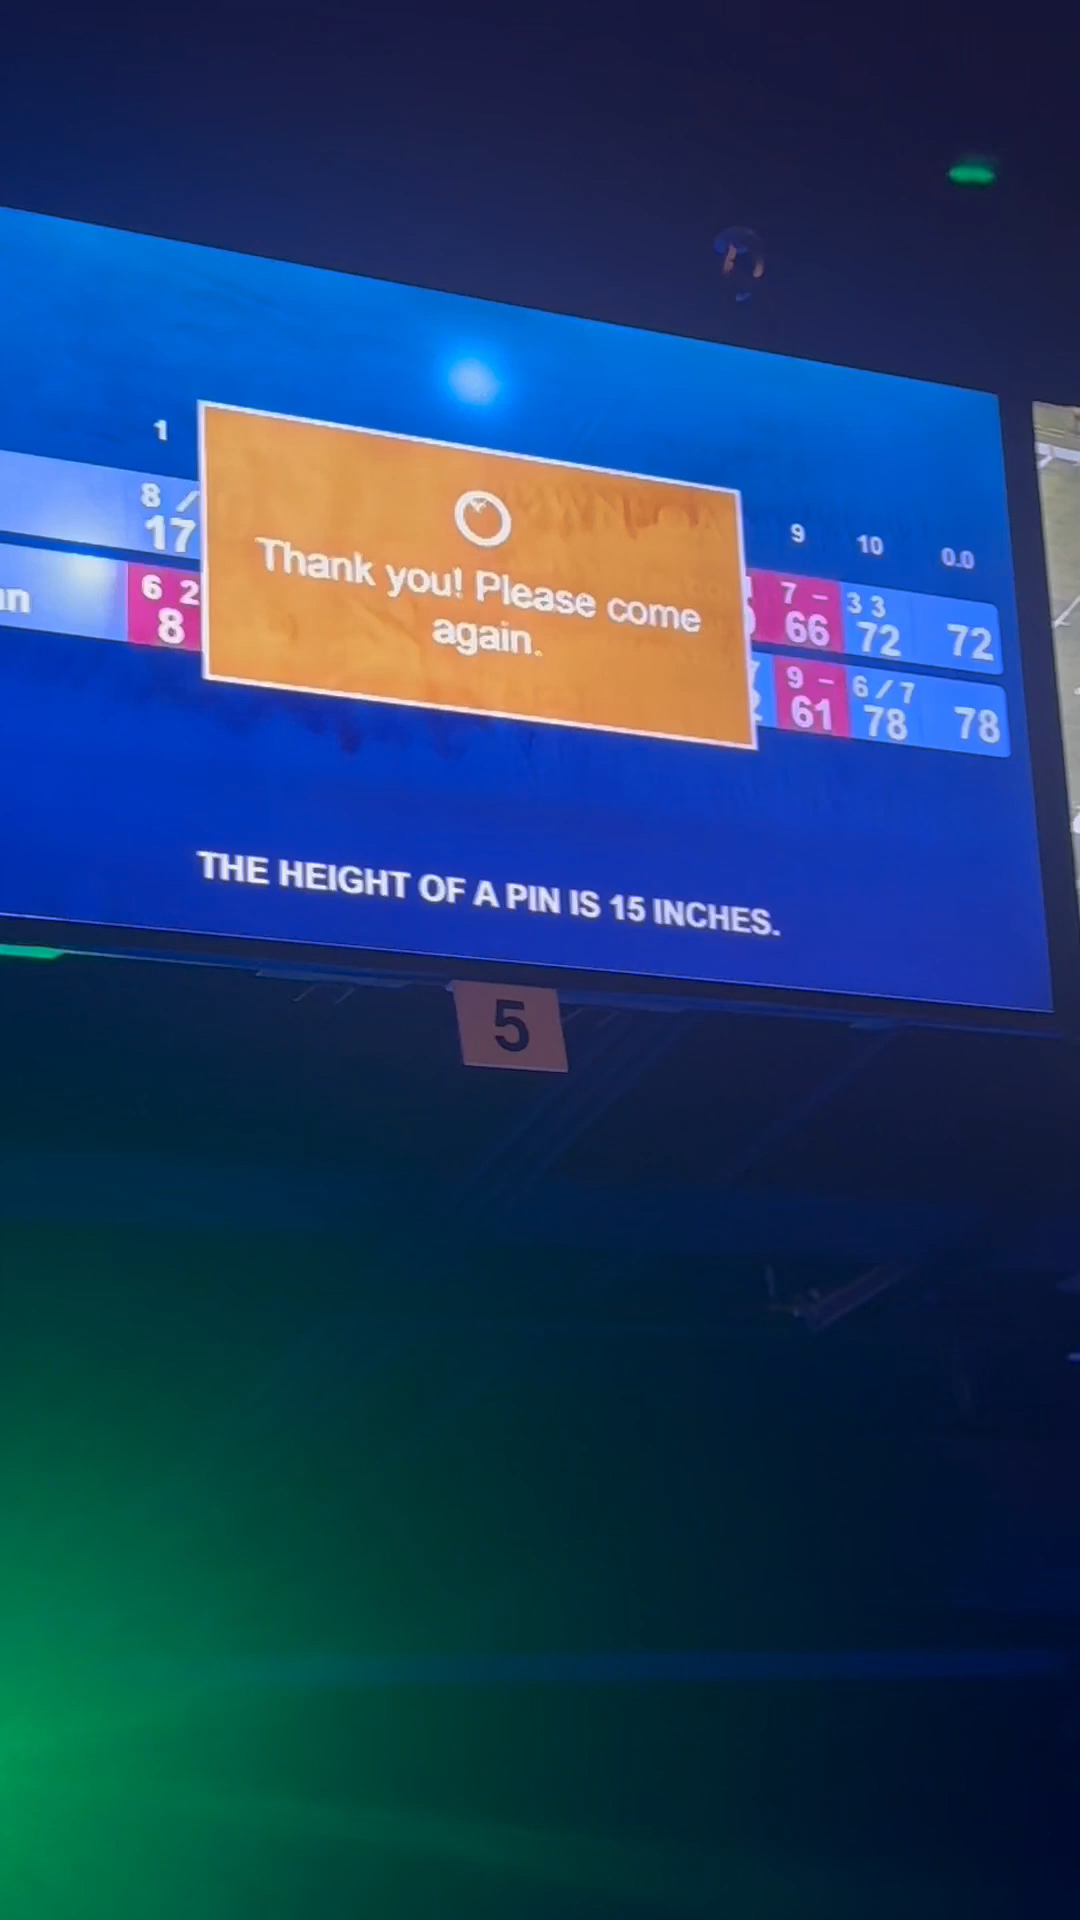 1 9 10 0.0
8 / 7 - 3 3
17 66 72 72
6 2 9 - 6 / 7
8 61 78 78
Thank you! Please come
again.
THE HEIGHT OF A PIN IS 15 INCHES.
5